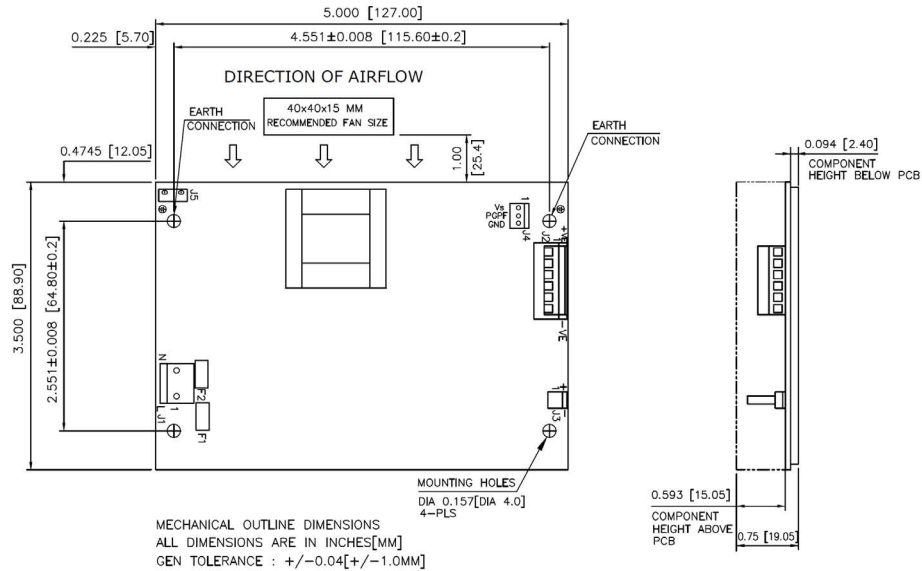 5.000 [127.00]
0.225 [5.70]
4.551±0.008 [115.60±0.2]
DIRECTION OF AIRFLOW
40x40x15 MM
RECOMMENDED FAN SIZE
EARTH
CONNECTION
EARTH
CONNECTION
0.4745 [12.05]
1.00
[25.4]
0.094 [2.40]
COMPONENT
HEIGHT BELOW PCB
J5
Vs
PGPF
GND
1
J4
J2
1
+VE
-VE
3.500 [88.90]
2.551±0.008 [64.80±0.2]
N
L
1
J1
F2
F1
+
1
-
J3
MOUNTING HOLES
DIA 0.157[DIA 4.0]
4-PLS
0.593 [15.05]
COMPONENT
HEIGHT ABOVE
PCB
0.75 [19.05]
MECHANICAL OUTLINE DIMENSIONS
ALL DIMENSIONS ARE IN INCHES[MM]
GEN TOLERANCE : +/-0.04[+/-1.0MM]